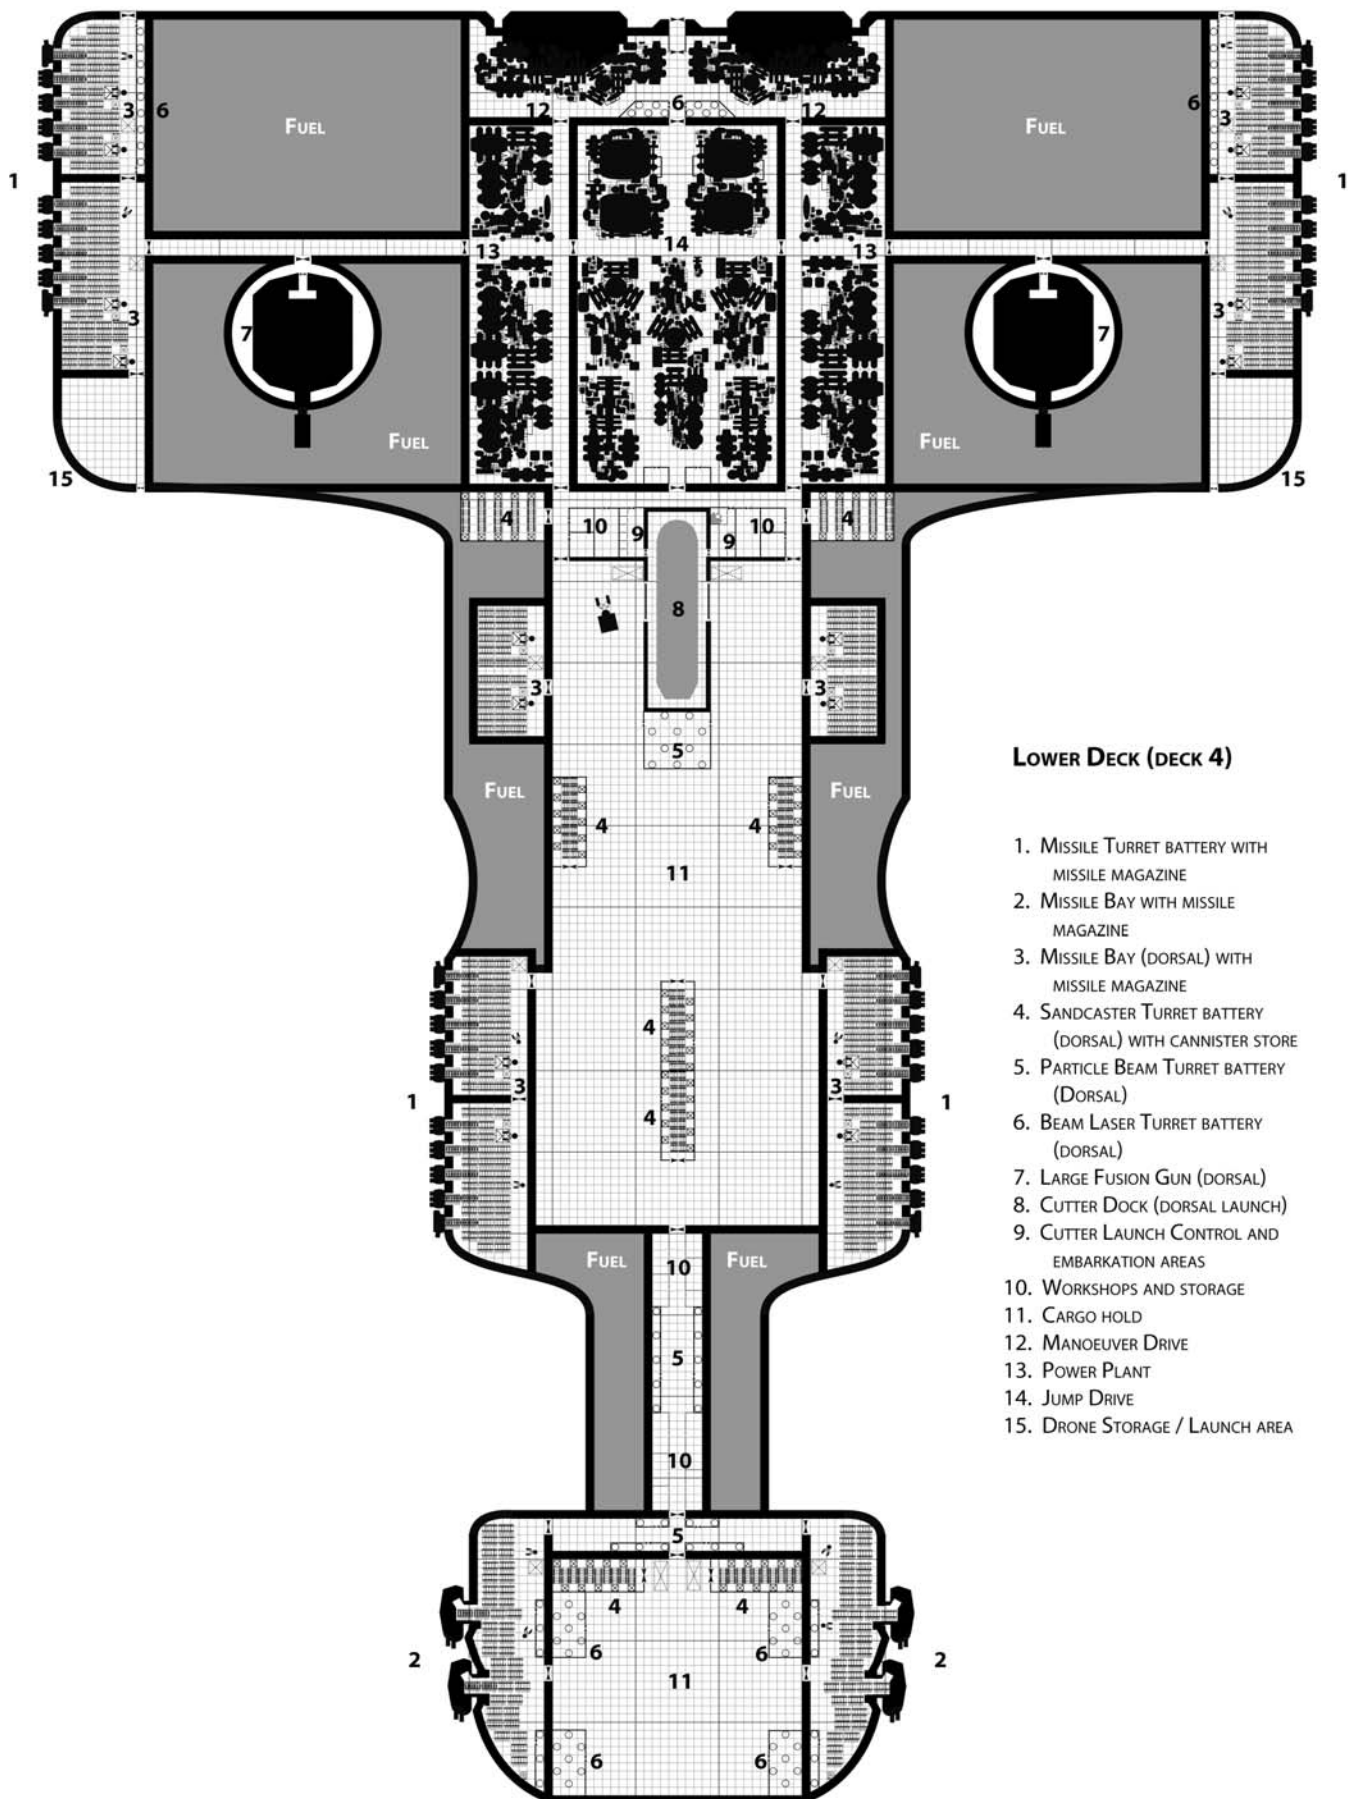 6
12
12
3
6
FUEL
FUEL
6
3
1
1
13
14
13
3
7
7
3
FUEL
FUEL
15
15
4
10
9
9
10
4
8
3
3
5
FUEL
FUEL
4
4
11
4
3
3
1
1
4
FUEL
10
FUEL
5
10
5
4
4
6
6
2
2
11
6
6
LOWER DECK (DECK 4)
1. MISSILE TURRET BATTERY WITH
MISSILE MAGAZINE
2. MISSILE BAY WITH MISSILE
MAGAZINE
3. MISSILE BAY (DORSAL) WITH
MISSILE MAGAZINE
4. SANDCASTER TURRET BATTERY
(DORSAL) WITH CANNISTER STORE
5. PARTICLE BEAM TURRET BATTERY
(DORSAL)
6. BEAM LASER TURRET BATTERY
(DORSAL)
7. LARGE FUSION GUN (DORSAL)
8. CUTTER DOCK (DORSAL LAUNCH)
9. CUTTER LAUNCH CONTROL AND
EMBARKATION AREAS
10. WORKSHOPS AND STORAGE
11. CARGO HOLD
12. MANOEUVER DRIVE
13. POWER PLANT
14. JUMP DRIVE
15. DRONE STORAGE / LAUNCH AREA